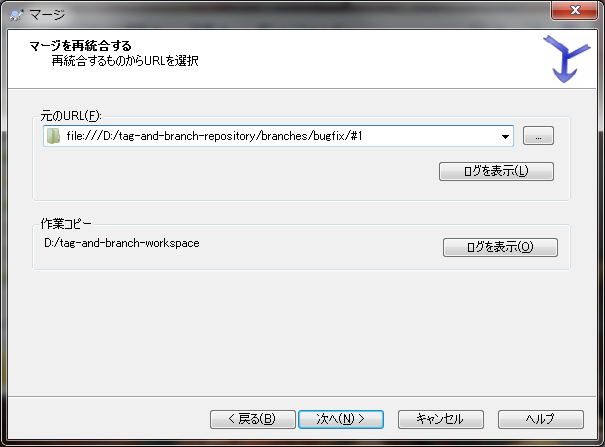 マージ
マージを再統合する
再統合するものからURLを選択
元のURL(F):
file:///D:/tag-and-branch-repository/branches/bugfix/#1
...
ログを表示(L)
作業コピー
D:/tag-and-branch-workspace
ログを表示(O)
< 戻る(B) 次へ(N) > キャンセル ヘルプ